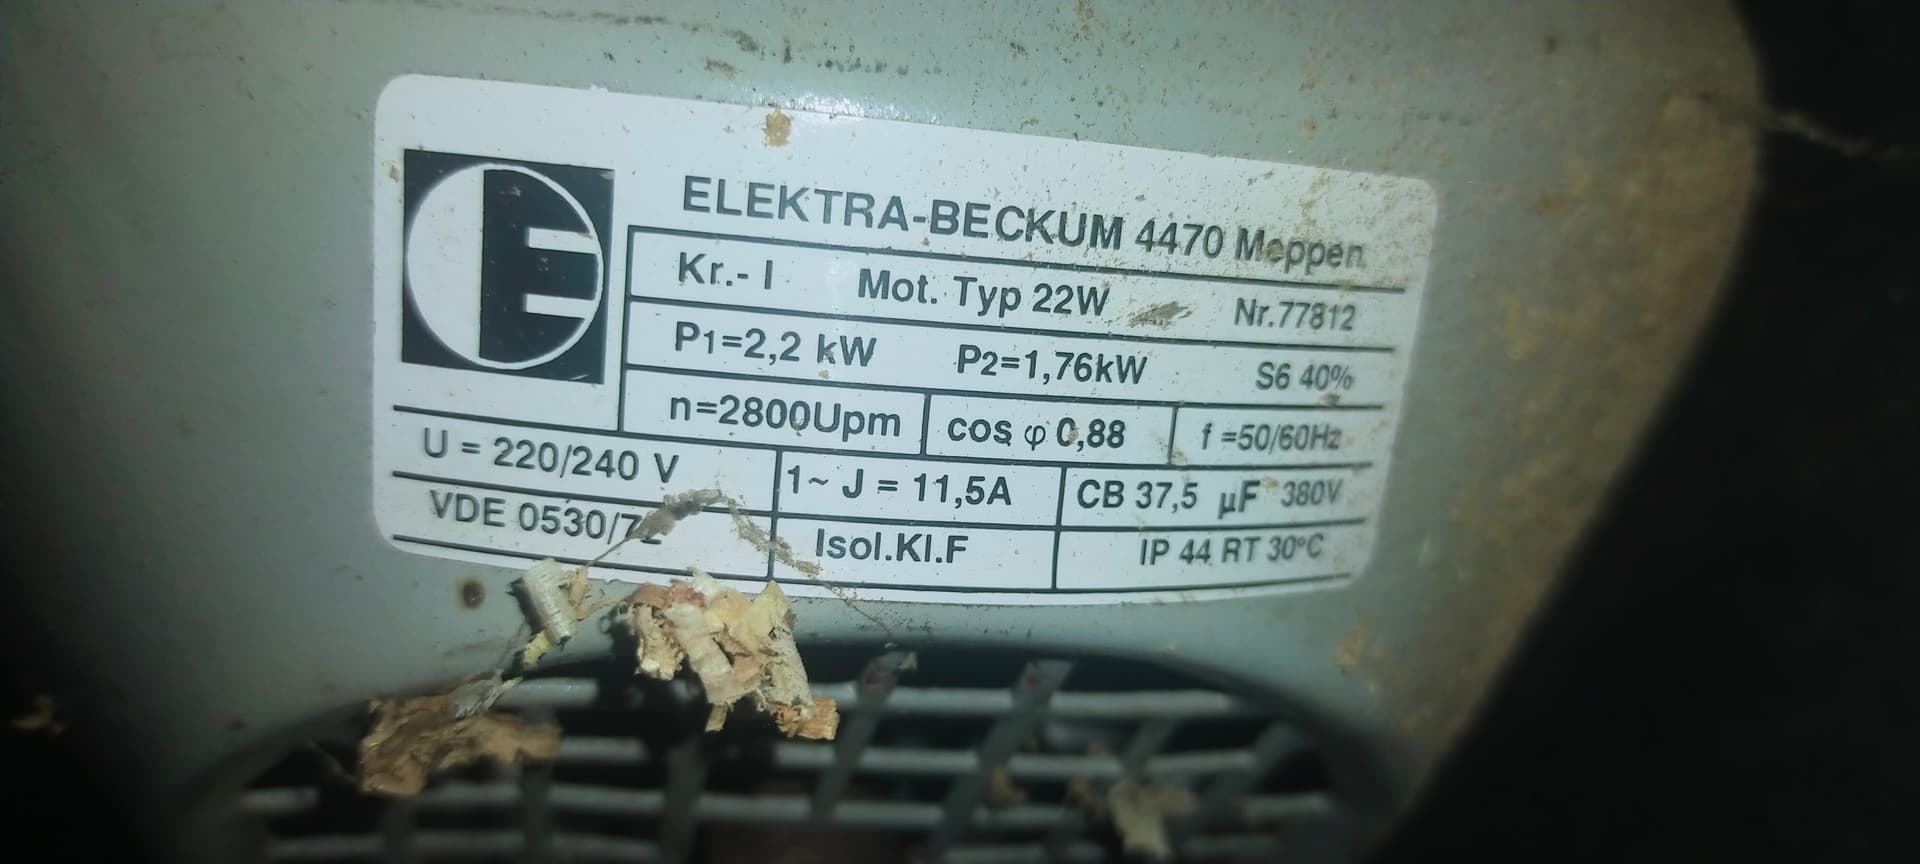 ELEKTRA-BECKUM 4470 Meppen
Kr.- I Mot. Typ 22W Nr.77812
P1=2,2 kW P2=1,76kW S6 40%
n=2800Upm cos φ 0,88 f =50/60Hz
U = 220/240 V 1~ J = 11,5A CB 37,5 µF 380V
VDE 0530/72 Isol.Kl.F IP 44 RT 30°C